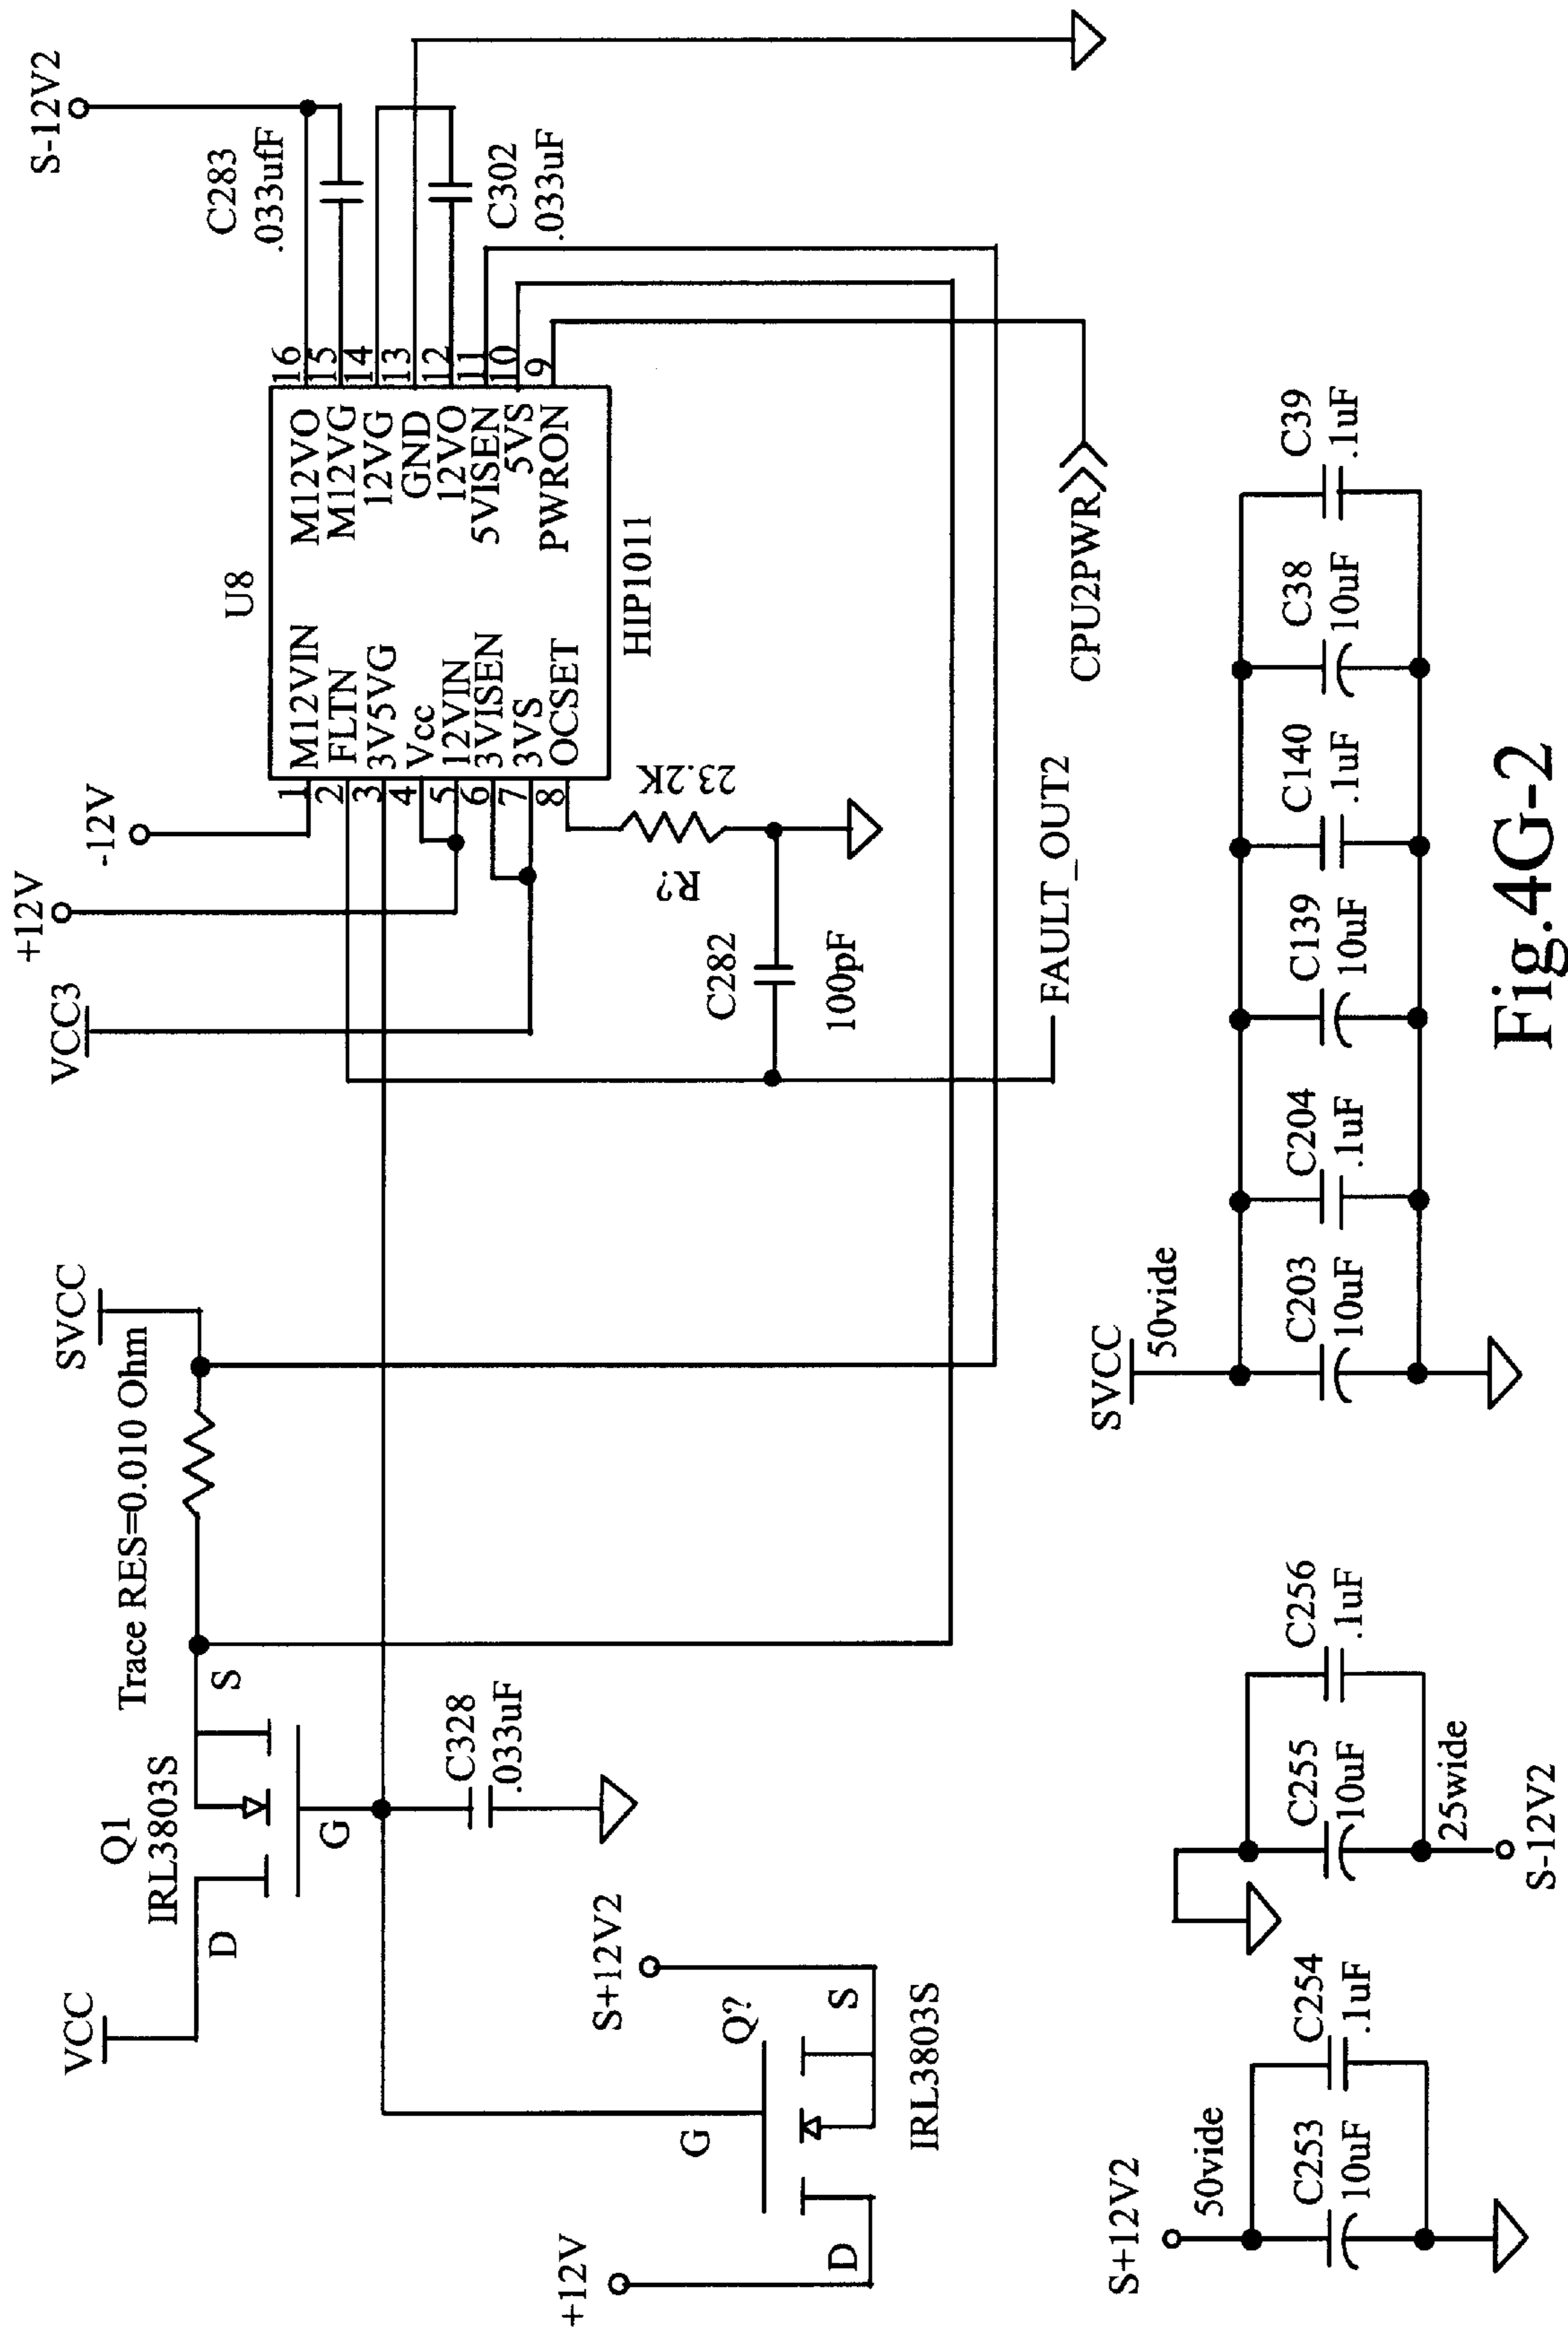 +12V
S-12V2
VCC3
-12V
SVCC
VCC
Trace RES=0.010 Ohm
Q1
IRL3803S
S
D
G
C283
.033ufF
U8
M12VIN
FLTN
3V5VG
Vcc
12VIN
3VISEN
3VS
OCSET
1
2
3
4
5
6
7
8
M12VO
M12VG
12VG
GND
12VO
5VISEN
5VS
PWRON
16
15
14
13
12
11
10
9
HIP1011
C302
.033uF
C328
.033uF
23.2K
R?
C282
100pF
S+12V2
Q?
+12V
G
D
S
IRL3803S
FAULT_OUT2
CPU2PWR
S+12V2
50vide
C253
10uF
C254
.1uF
C255
10uF
C256
.1uF
25wide
S-12V2
SVCC
50vide
C203
10uF
C204
.1uF
C139
10uF
C140
.1uF
C38
10uF
C39
.1uF
Fig.4G-2